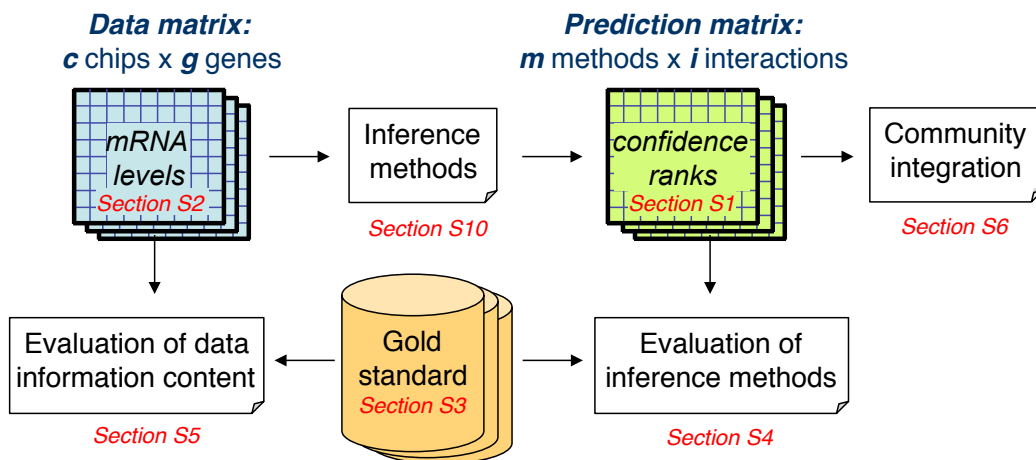 Data matrix:
c chips x g genes
Prediction matrix:
m methods x i interactions
mRNA
levels
Section S2
Inference
methods
Section S10
confidence
ranks
Section S1
Community
integration
Section S6
Evaluation of data
information content
Section S5
Gold
standard
Section S3
Evaluation of
inference methods
Section S4